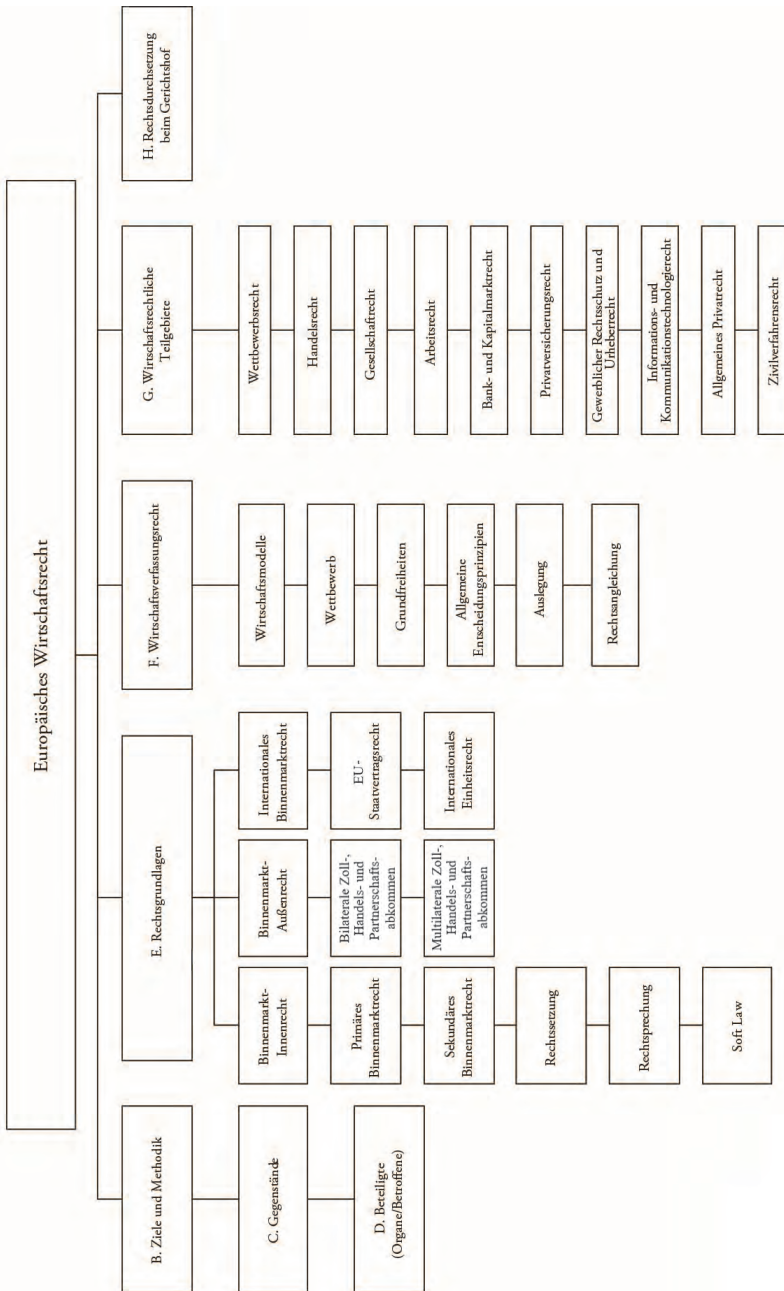 Europäisches Wirtschaftsrecht
B. Ziele und Methodik
C. Gegenstände
D. Beteiligte
(Organe/Betroffene)
E. Rechtsgrundlagen
Binnenmarkt-
Innenrecht
Primäres
Binnenmarktrecht
Sekundäres
Binnenmarktrecht
Rechtssetzung
Rechtsprechung
Soft Law
Binnenmarkt-
Außenrecht
Bilaterale Zoll-,
Handels- und
Partnerschafts-
abkommen
Multilaterale Zoll-,
Handels- und
Partnerschafts-
abkommen
Internationales
Binnenmarktrecht
EU-
Staatvertragsrecht
Internationales
Einheitsrecht
F. Wirtschaftsverfassungsrecht
Wirtschaftsmodelle
Wettbewerb
Grundfreiheiten
Allgemeine
Entscheidungsprinzipien
Auslegung
Rechtsangleichung
G. Wirtschaftsrechtliche
Teilgebiete
Wettbewerbsrecht
Handelsrecht
Gesellschaftrecht
Arbeitsrecht
Bank- und Kapitalmarktrecht
Privatversicherungsrecht
Gewerblicher Rechtsschutz und
Urheberrecht
Informations- und
Kommunikationstechnologierecht
Allgemeines Privatrecht
Zivilverfahrensrecht
H. Rechtsdurchsetzung
beim Gerichtshof